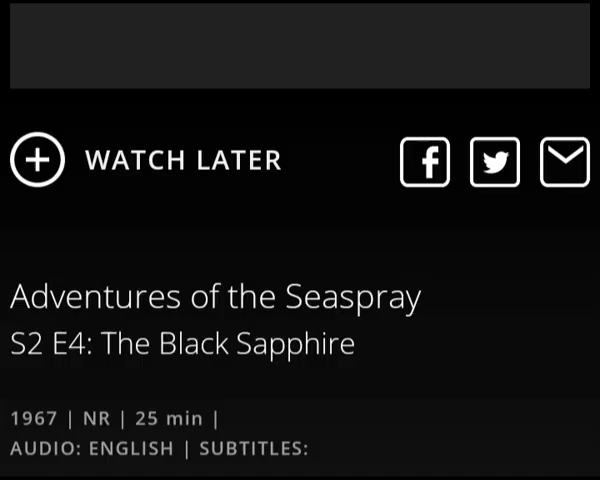 WATCH LATER
Adventures of the Seaspray
S2 E4: The Black Sapphire
1967 | NR | 25 min |
AUDIO: ENGLISH | SUBTITLES: